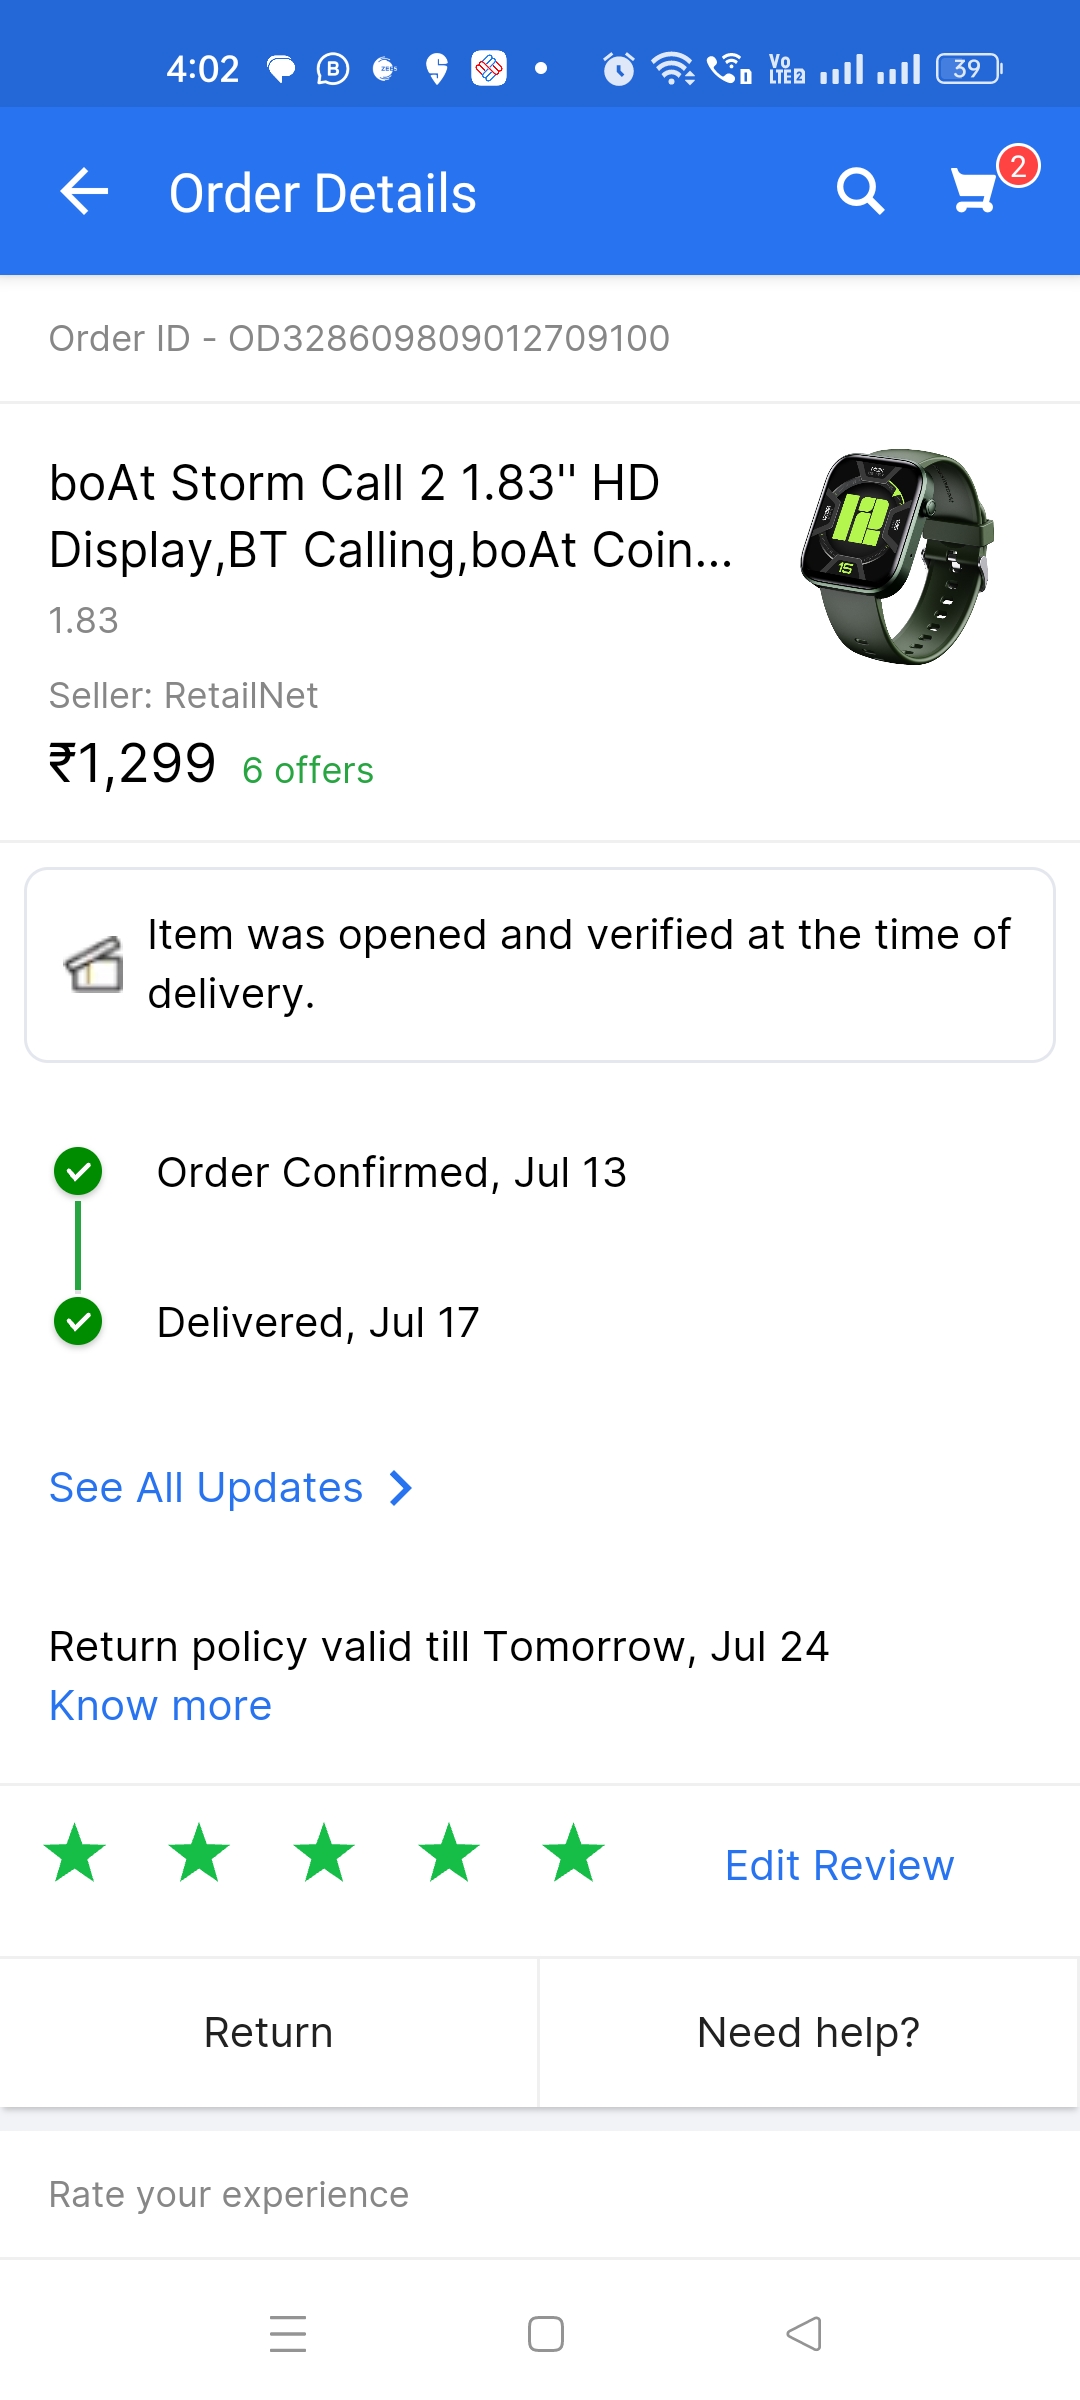 4:02
39
Order Details
2
Order ID - OD328609809012709100
boAt Storm Call 2 1.83" HD
Display,BT Calling,boAt Coin...
1.83
Seller: RetailNet
₹1,299 6 offers
Item was opened and verified at the time of
delivery.
Order Confirmed, Jul 13
Delivered, Jul 17
See All Updates
Return policy valid till Tomorrow, Jul 24
Know more
Edit Review
Return
Need help?
Rate your experience